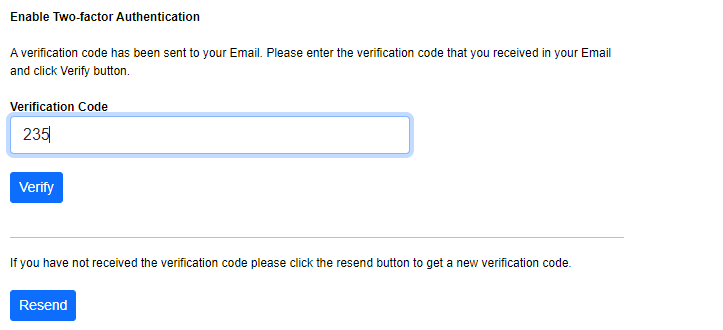 Enable Two-factor Authentication
A verification code has been sent to your Email. Please enter the verification code that you received in your Email
and click Verify button.
Verification Code
235
Verify
If you have not received the verification code please click the resend button to get a new verification code.
Resend